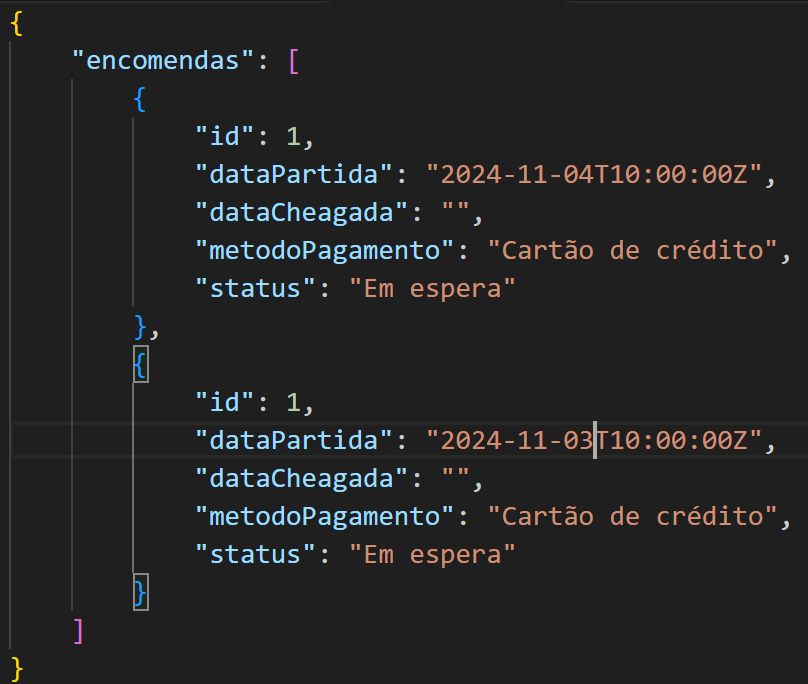 {
    "encomendas": [
        {
            "id": 1,
            "dataPartida": "2024-11-04T10:00:00Z",
            "dataCheagada": "",
            "metodoPagamento": "Cartão de crédito",
            "status": "Em espera"
        },
        {
            "id": 1,
            "dataPartida": "2024-11-03T10:00:00Z",
            "dataCheagada": "",
            "metodoPagamento": "Cartão de crédito",
            "status": "Em espera"
        }
    ]
}